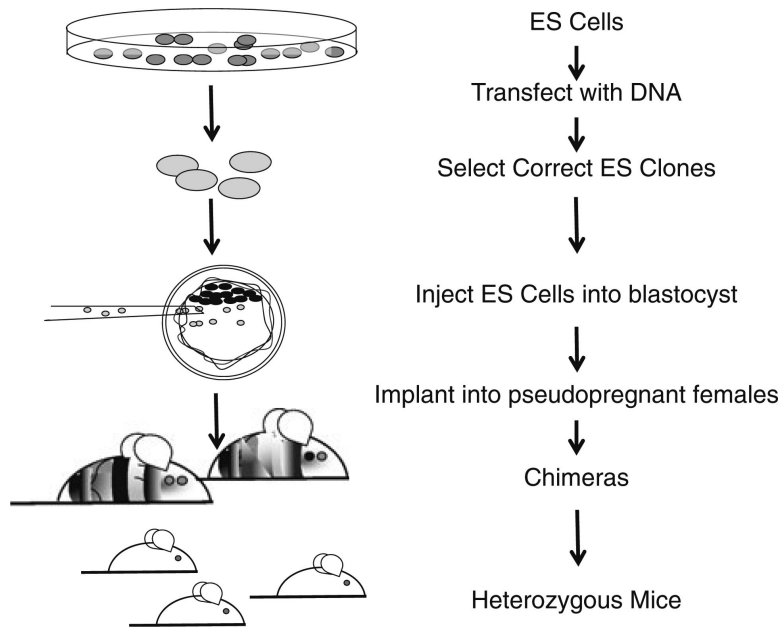 ES Cells
Transfect with DNA
Select Correct ES Clones
Inject ES Cells into blastocyst
Implant into pseudopregnant females
Chimeras
Heterozygous Mice